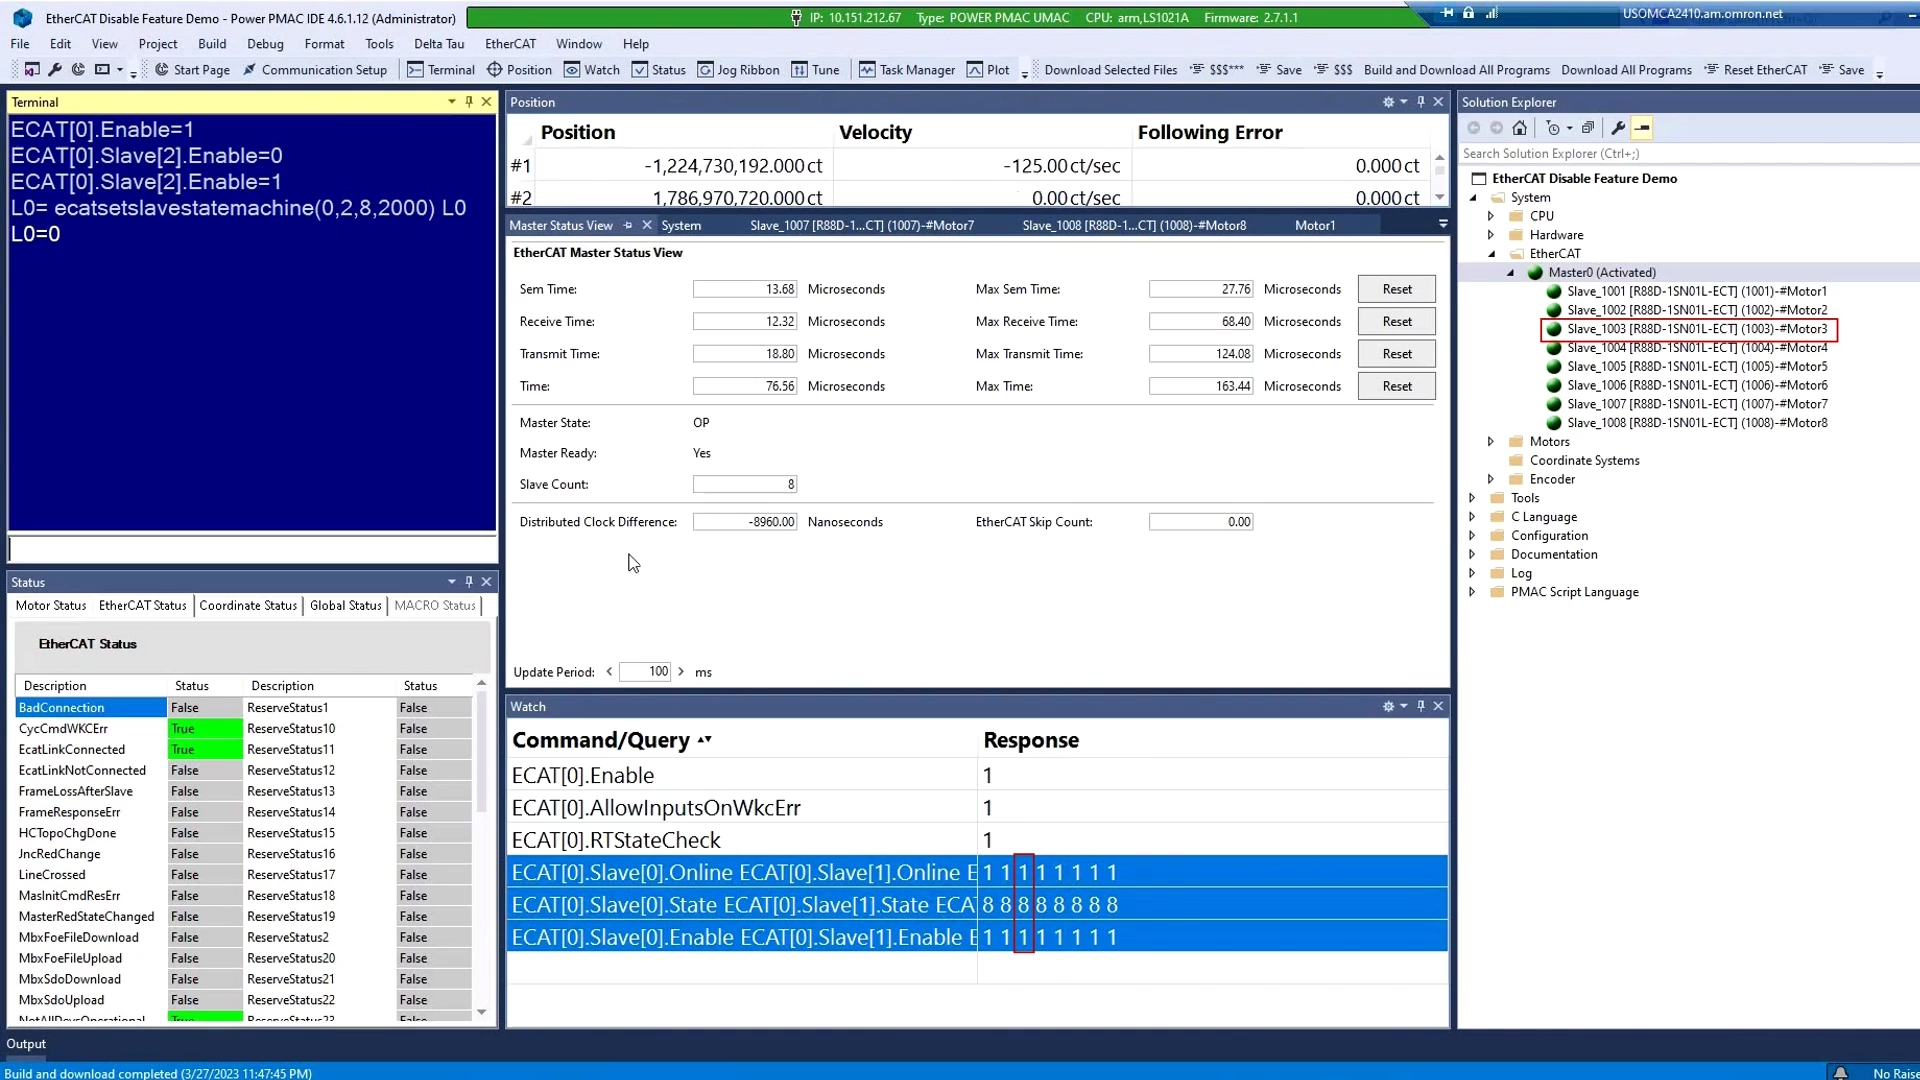 EtherCAT Disable Feature Demo - Power PMAC IDE 4.6.1.12 (Administrator)
IP: 10.151.212.67 Type: POWER PMAC UMAC CPU: arm,LS1021A Firmware: 2.7.1.1
USOMCA2410.am.omron.net
File Edit View Project Build Debug Format Tools Delta Tau EtherCAT Window Help
Start Page Communication Setup Terminal Position Watch Status Jog Ribbon Tune Task Manager Plot Download Selected Files $$$*** Save $$$ Build and Download All Programs Download All Programs Reset EtherCAT Save
Terminal
ECAT[0].Enable=1
ECAT[0].Slave[2].Enable=0
ECAT[0].Slave[2].Enable=1
L0= ecatsetslavestatemachine(0,2,8,2000) L0
L0=0
Status
Motor Status EtherCAT Status Coordinate Status Global Status MACRO Status
EtherCAT Status
Description Status Description Status
BadConnection False ReserveStatus1 False
CycCmdWKCErr True ReserveStatus10 False
EcatLinkConnected True ReserveStatus11 False
EcatLinkNotConnected False ReserveStatus12 False
FrameLossAfterSlave False ReserveStatus13 False
FrameResponseErr False ReserveStatus14 False
HCTopoChgDone False ReserveStatus15 False
JncRedChange False ReserveStatus16 False
LineCrossed False ReserveStatus17 False
MasInitCmdResErr False ReserveStatus18 False
MasterRedStateChanged False ReserveStatus19 False
MbxFoeFileDownload False ReserveStatus2 False
MbxFoeFileUpload False ReserveStatus20 False
MbxSdoDownload False ReserveStatus21 False
MbxSdoUpload False ReserveStatus22 False
NotAllDevsOperational True ReserveStatus23 False
Position
Position Velocity Following Error
#1 -1,224,730,192.000 ct -125.00 ct/sec 0.000 ct
#2 1,786,970,720.000 ct 0.00 ct/sec 0.000 ct
Master Status View System Slave_1007 [R88D-1...CT] (1007)-#Motor7 Slave_1008 [R88D-1...CT] (1008)-#Motor8 Motor1
EtherCAT Master Status View
Sem Time: 13.68 Microseconds Max Sem Time: 27.76 Microseconds Reset
Receive Time: 12.32 Microseconds Max Receive Time: 68.40 Microseconds Reset
Transmit Time: 18.80 Microseconds Max Transmit Time: 124.08 Microseconds Reset
Time: 76.56 Microseconds Max Time: 163.44 Microseconds Reset
Master State: OP
Master Ready: Yes
Slave Count: 8
Distributed Clock Difference: -8960.00 Nanoseconds EtherCAT Skip Count: 0.00
Update Period: < 100 > ms
Watch
Command/Query Response
ECAT[0].Enable 1
ECAT[0].AllowInputsOnWkcErr 1
ECAT[0].RTStateCheck 1
ECAT[0].Slave[0].Online ECAT[0].Slave[1].Online E 1 1 1 1 1 1 1 1
ECAT[0].Slave[0].State ECAT[0].Slave[1].State ECA 8 8 8 8 8 8 8 8
ECAT[0].Slave[0].Enable ECAT[0].Slave[1].Enable E 1 1 1 1 1 1 1 1
Solution Explorer
Search Solution Explorer (Ctrl+;)
EtherCAT Disable Feature Demo
System
CPU
Hardware
EtherCAT
Master0 (Activated)
Slave_1001 [R88D-1SN01L-ECT] (1001)-#Motor1
Slave_1002 [R88D-1SN01L-ECT] (1002)-#Motor2
Slave_1003 [R88D-1SN01L-ECT] (1003)-#Motor3
Slave_1004 [R88D-1SN01L-ECT] (1004)-#Motor4
Slave_1005 [R88D-1SN01L-ECT] (1005)-#Motor5
Slave_1006 [R88D-1SN01L-ECT] (1006)-#Motor6
Slave_1007 [R88D-1SN01L-ECT] (1007)-#Motor7
Slave_1008 [R88D-1SN01L-ECT] (1008)-#Motor8
Motors
Coordinate Systems
Encoder
Tools
C Language
Configuration
Documentation
Log
PMAC Script Language
Output
Build and download completed (3/27/2023 11:47:45 PM)
No Raise